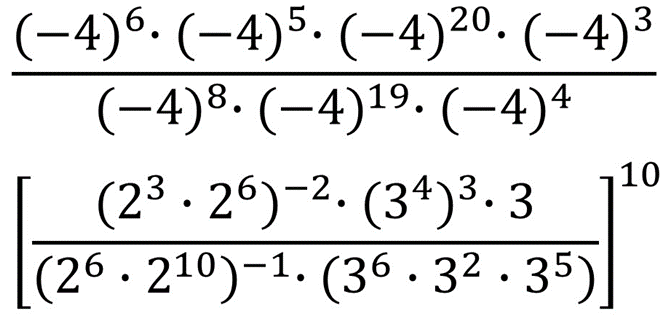 (−4)⁶· (−4)⁵· (−4)²⁰· (−4)³
(−4)⁸· (−4)¹⁹· (−4)⁴
[(2³ · 2⁶)⁻²· (3⁴)³· 3
(2⁶ · 2¹⁰)⁻¹· (3⁶ · 3² · 3⁵)]¹⁰